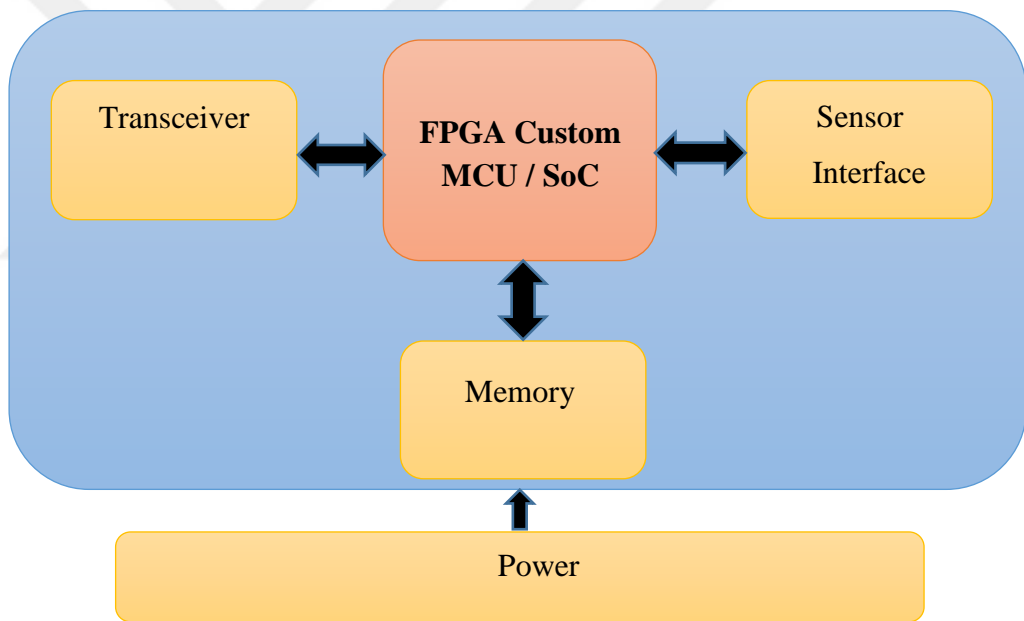 Transceiver
FPGA Custom
MCU / SoC
Sensor
Interface
Memory
Power